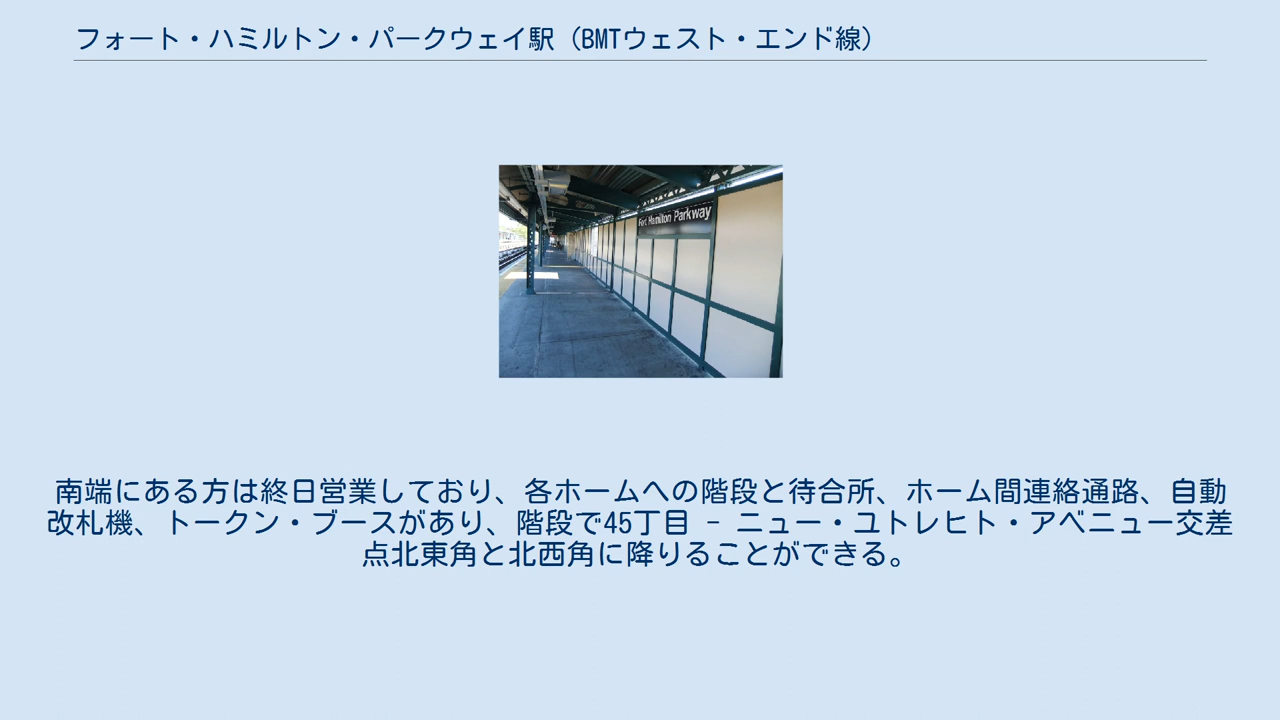 フォート・ハミルトン・パークウェイ駅（BMTウェスト・エンド線）
Fort Hamilton Parkway
南端にある方は終日営業しており、各ホームへの階段と待合所、ホーム間連絡通路、自動
改札機、トークン・ブースがあり、階段で45丁目 - ニュー・ユトレヒト・アベニュー交差
点北東角と北西角に降りることができる。